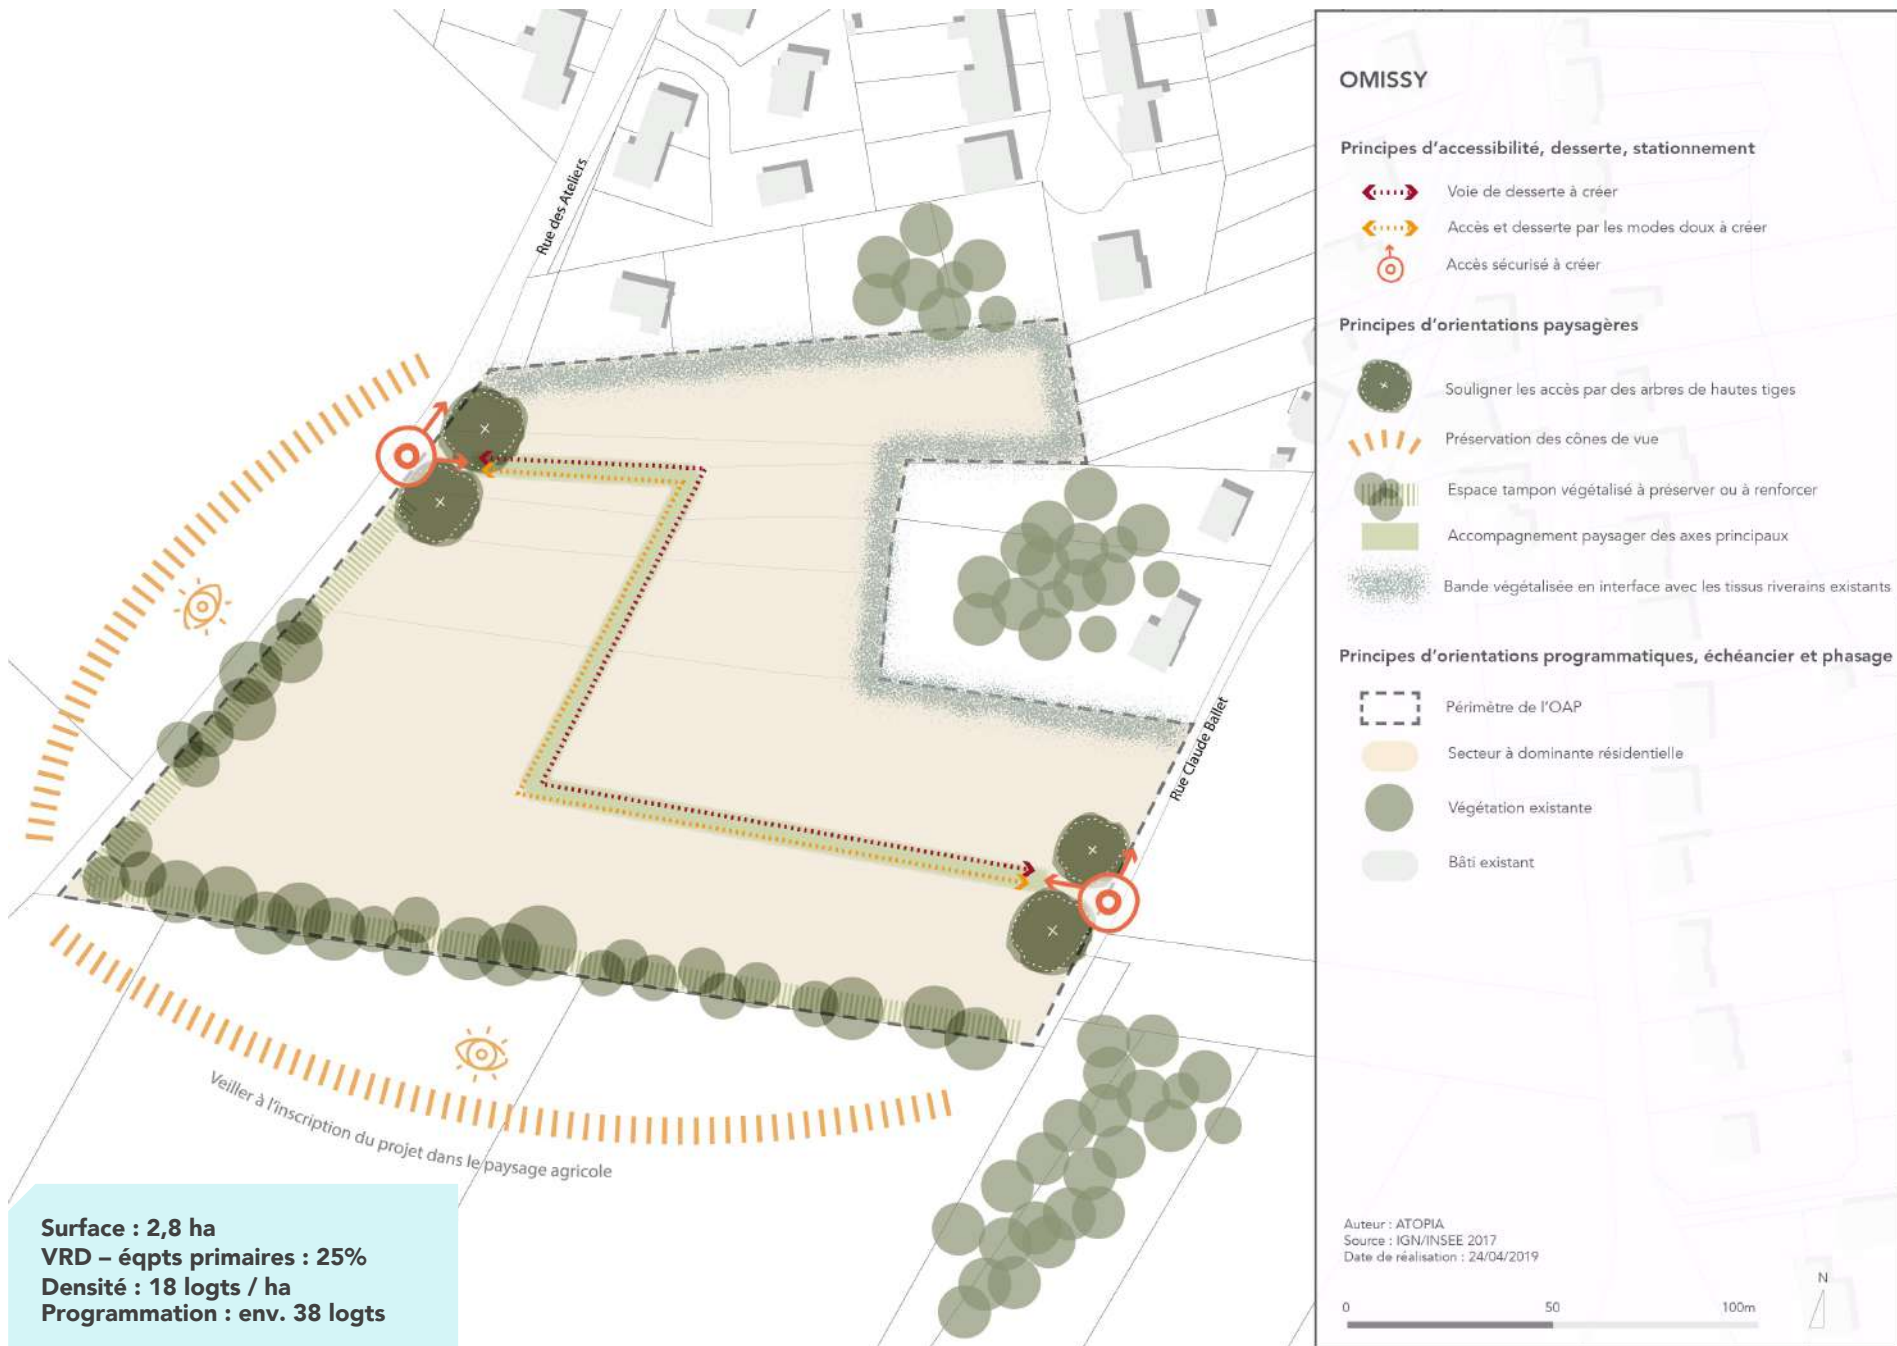 Rue des Ateliers
Rue Claude Ballet
Veiller à l'inscription du projet dans le paysage agricole
Surface : 2,8 ha
VRD – éqpts primaires : 25%
Densité : 18 logts / ha
Programmation : env. 38 logts
OMISSY
Principes d'accessibilité, desserte, stationnement
Voie de desserte à créer
Accès et desserte par les modes doux à créer
Accès sécurisé à créer
Principes d'orientations paysagères
Souligner les accès par des arbres de hautes tiges
Préservation des cônes de vue
Espace tampon végétalisé à préserver ou à renforcer
Accompagnement paysager des axes principaux
Bande végétalisée en interface avec les tissus riverains existants
Principes d'orientations programmatiques, échéancier et phasage
Périmètre de l'OAP
Secteur à dominante résidentielle
Végétation existante
Bâti existant
Auteur : ATOPIA
Source : IGN/INSEE 2017
Date de réalisation : 24/04/2019
N
0 50 100m